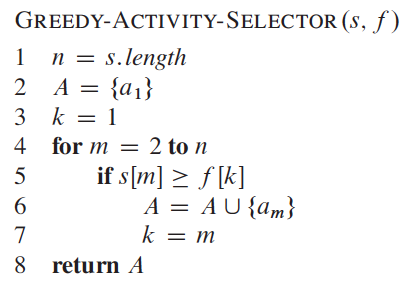 GREEDY-ACTIVITY-SELECTOR(s, f)
1 n = s.length
2 A = {a₁}
3 k = 1
4 for m = 2 to n
5 if s[m] ≥ f[k]
6 A = A ∪ {aₘ}
7 k = m
8 return A